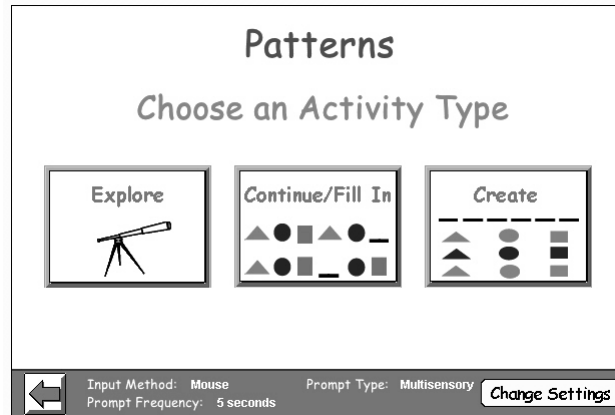 Patterns
Choose an Activity Type
Explore
Continue/Fill In
Create
Input Method: Mouse
Prompt Type: Multisensory
Prompt Frequency: 5 seconds
Change Settings